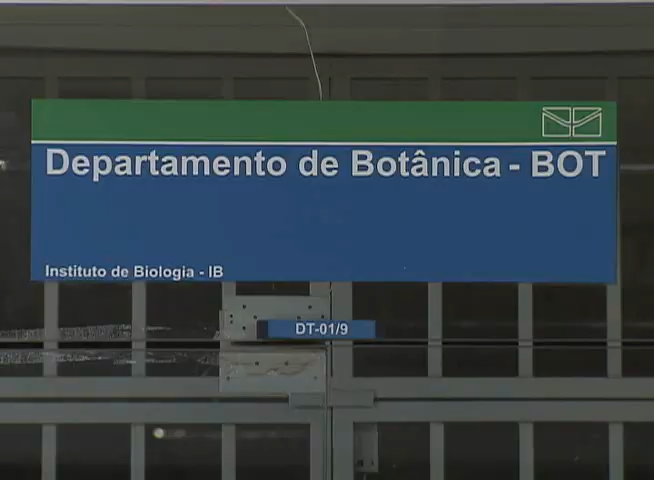 Departamento de Botânica - BOT
Instituto de Biologia - IB
DT-01/9